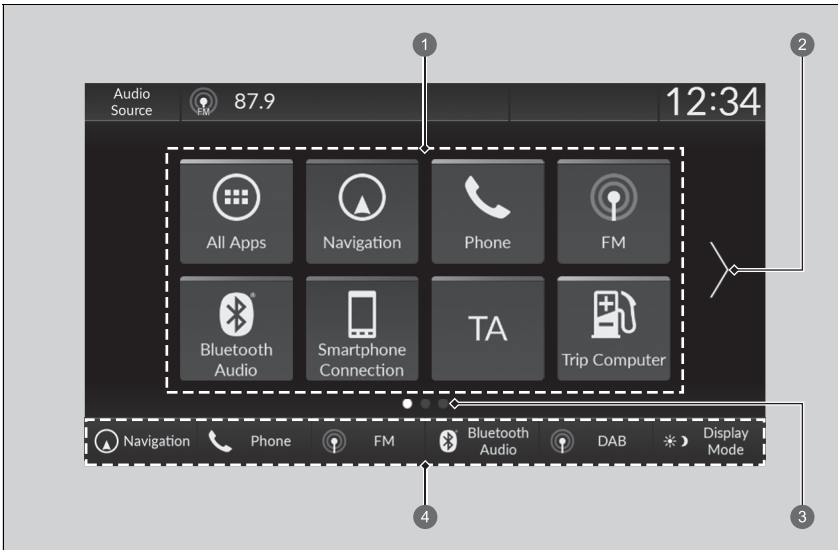 1
2
Audio
Source
FM
87.9
12:34
All Apps
Navigation
Phone
FM
Bluetooth
Audio
®
Smartphone
Connection
TA
Trip Computer
3
Navigation
Phone
FM
Bluetooth
Audio
DAB
Display
Mode
4